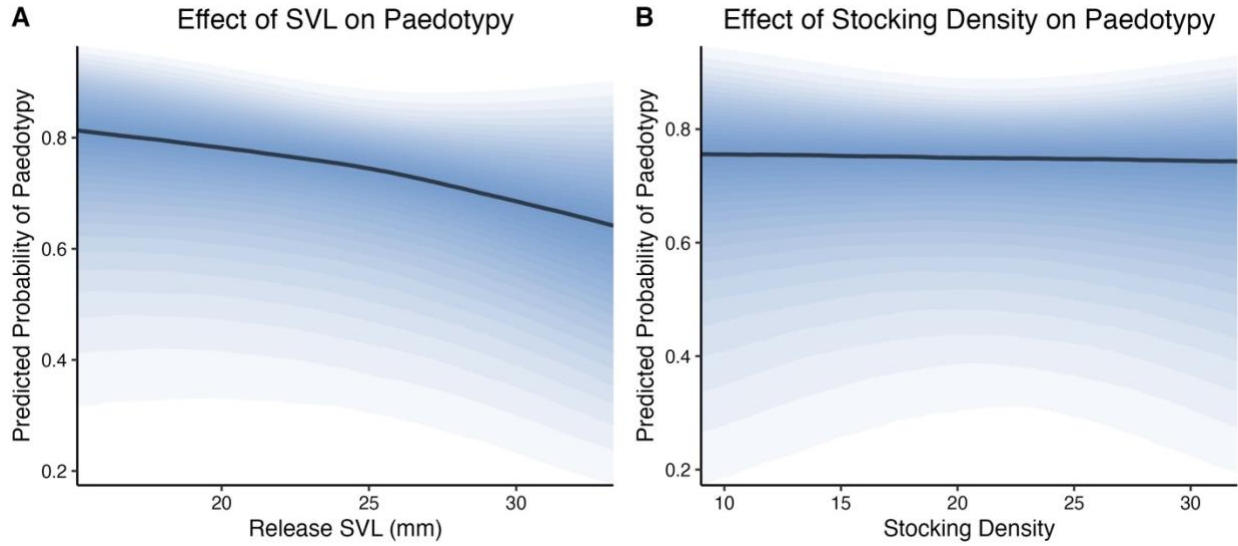 A
Effect of SVL on Paedotypy
Predicted Probability of Paedotypy
0.8
0.6
0.4
0.2
20 25 30
Release SVL (mm)
B
Effect of Stocking Density on Paedotypy
Predicted Probability of Paedotypy
0.8
0.6
0.4
0.2
10 15 20 25 30
Stocking Density